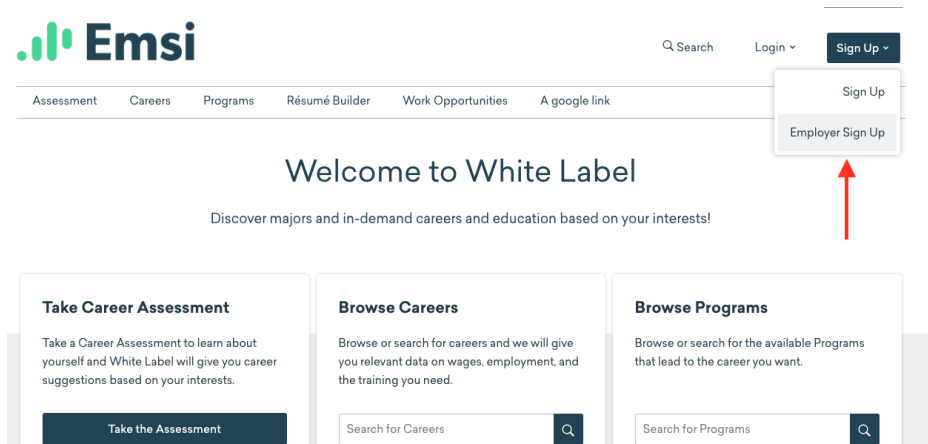 Emsi
Search
Login
Sign Up
Sign Up
Employer Sign Up
Assessment
Careers
Programs
Résumé Builder
Work Opportunities
A google link
Welcome to White Label
Discover majors and in-demand careers and education based on your interests!
Take Career Assessment
Take a Career Assessment to learn about
yourself and White Label will give you career
suggestions based on your interests.
Take the Assessment
Browse Careers
Browse or search for careers and we will give
you relevant data on wages, employment, and
the training you need.
Search for Careers
Browse Programs
Browse or search for the available Programs
that lead to the career you want.
Search for Programs